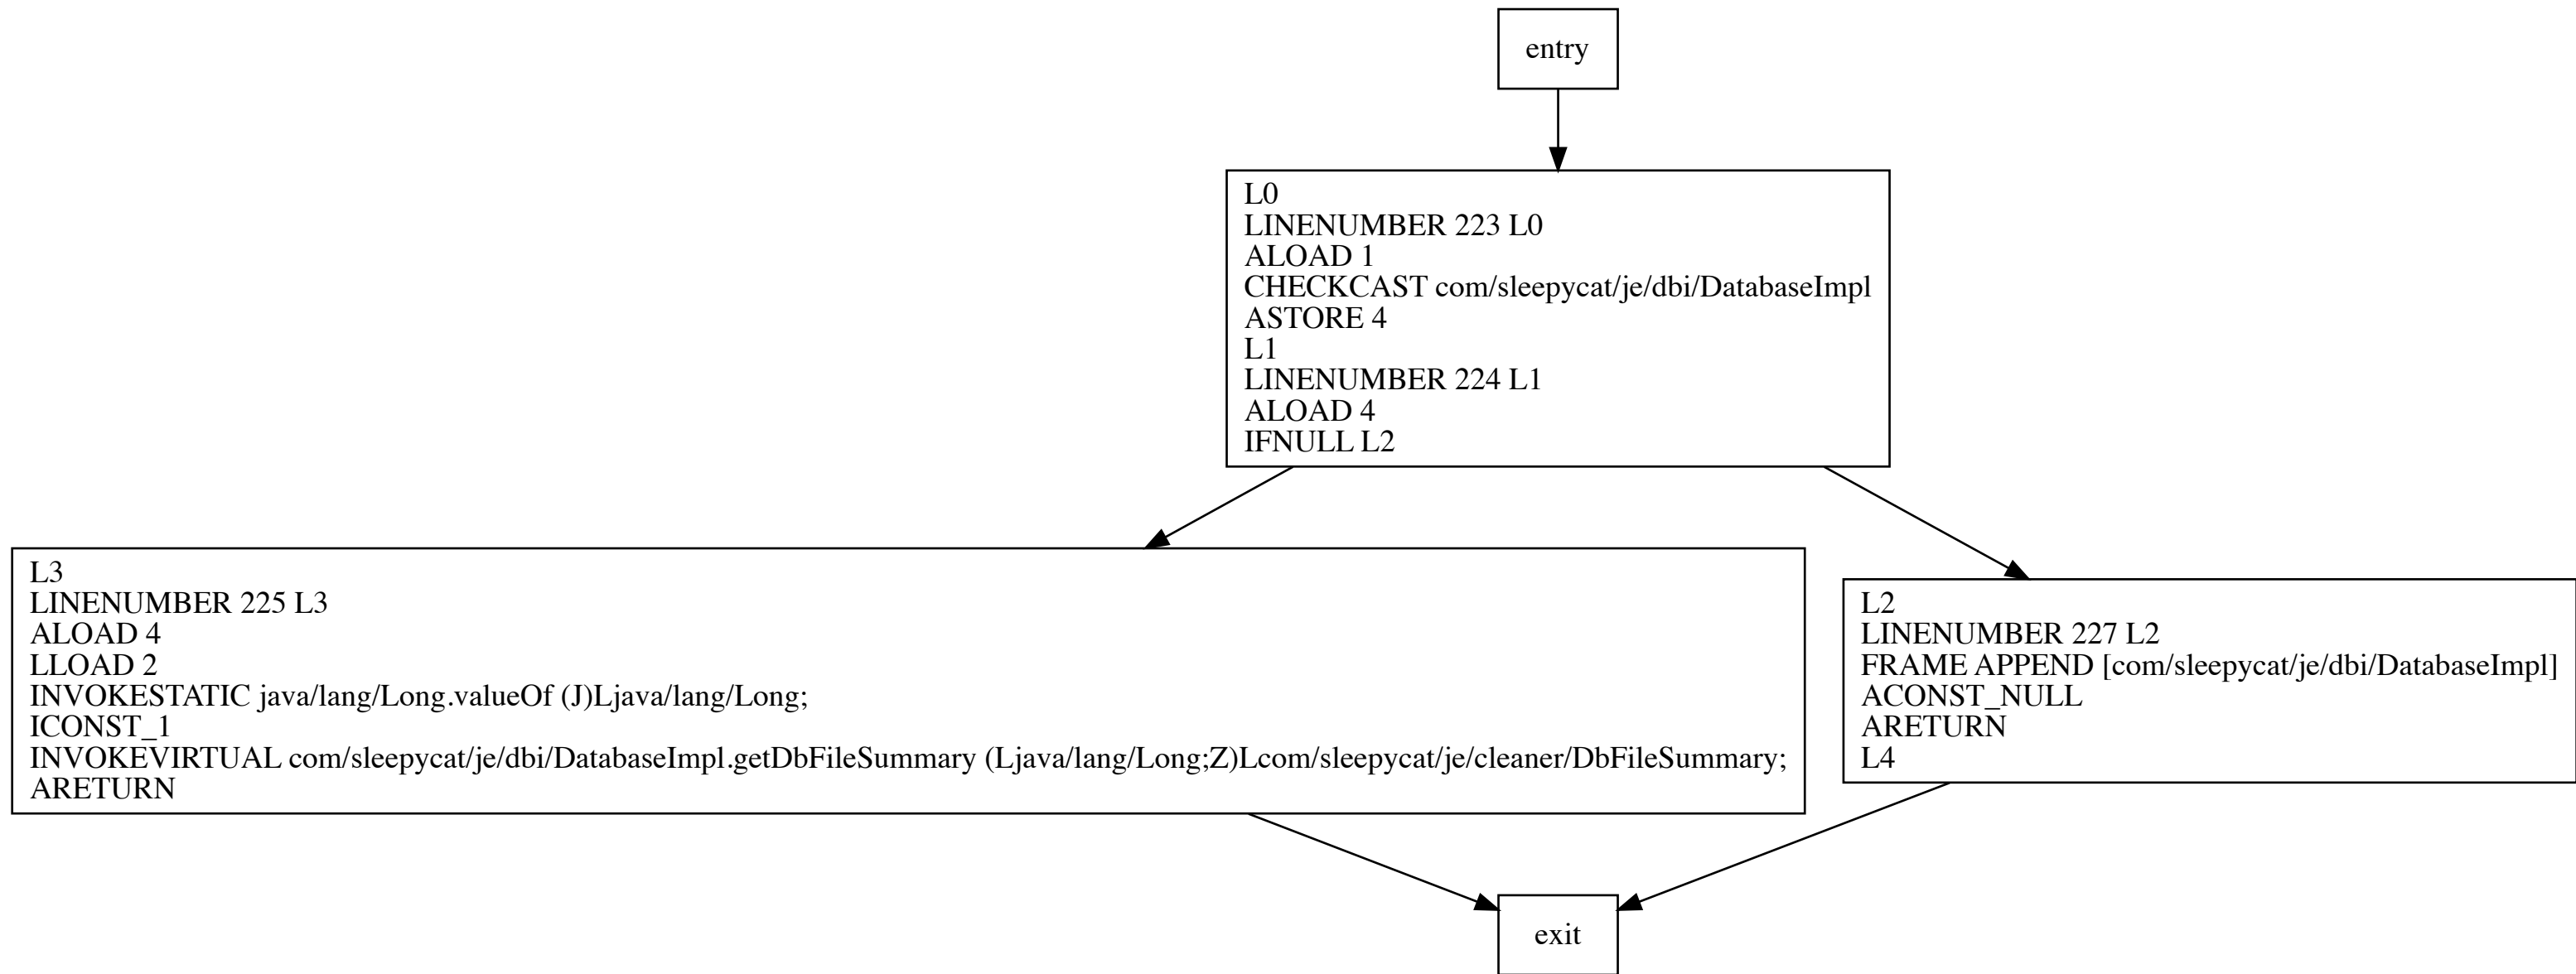 entry
L0
LINENUMBER 223 L0
ALOAD 1
CHECKCAST com/sleepycat/je/dbi/DatabaseImpl
ASTORE 4
L1
LINENUMBER 224 L1
ALOAD 4
IFNULL L2
L3
LINENUMBER 225 L3
ALOAD 4
LLOAD 2
INVOKESTATIC java/lang/Long.valueOf (J)Ljava/lang/Long;
ICONST_1
INVOKEVIRTUAL com/sleepycat/je/dbi/DatabaseImpl.getDbFileSummary (Ljava/lang/Long;Z)Lcom/sleepycat/je/cleaner/DbFileSummary;
ARETURN
L2
LINENUMBER 227 L2
FRAME APPEND [com/sleepycat/je/dbi/DatabaseImpl]
ACONST_NULL
ARETURN
L4
exit